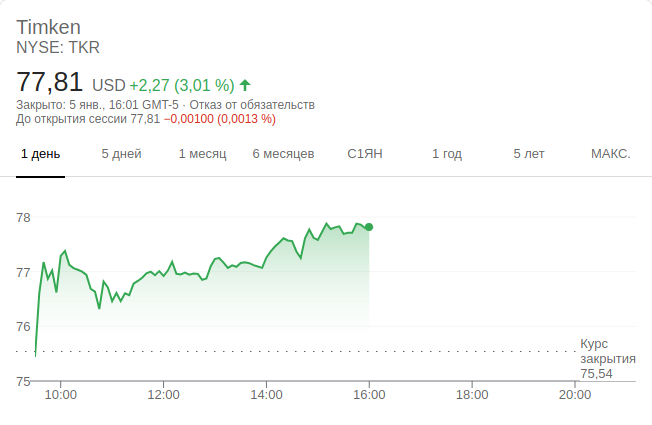 Timken
NYSE: TKR
77,81 USD +2,27 (3,01 %)
Закрыто: 5 янв., 16:01 GMT-5 · Отказ от обязательств
До открытия сессии 77,81 −0,00100 (0,0013 %)
1 день 5 дней 1 месяц 6 месяцев С1ЯН 1 год 5 лет МАКС.
78
77
76
75
Курс
закрытия
75,54
10:00 12:00 14:00 16:00 18:00 20:00